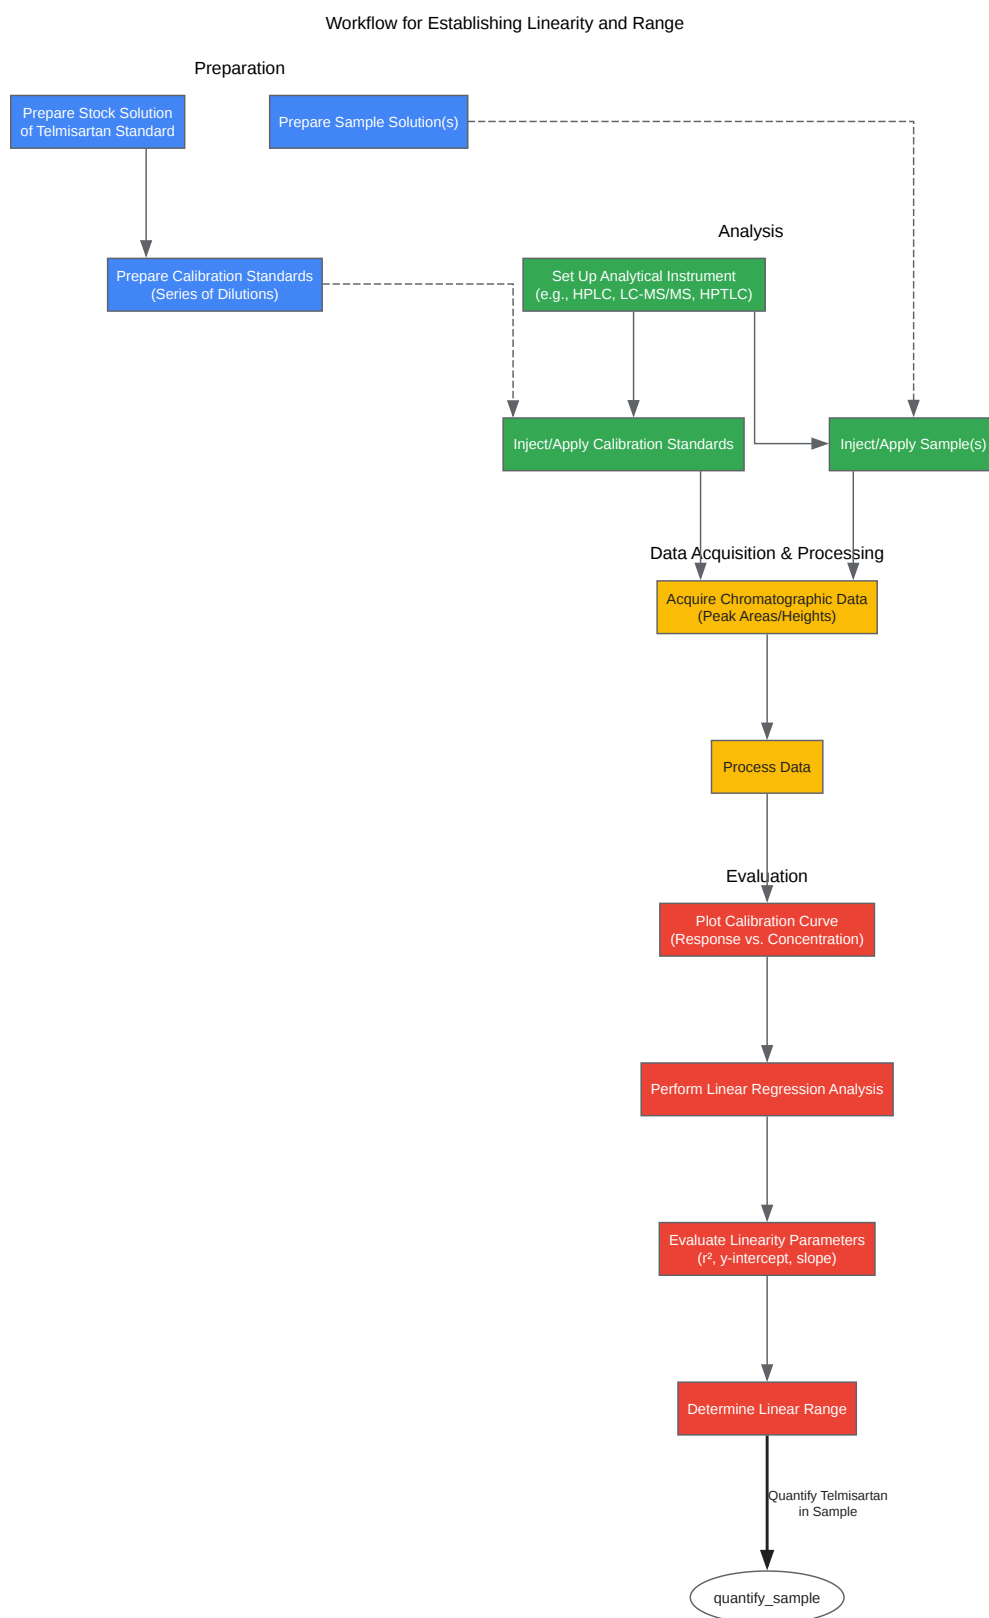 Workflow for Establishing Linearity and Range
Preparation
Prepare Stock Solution
of Telmisartan Standard
Prepare Sample Solution(s)
Analysis
Prepare Calibration Standards
(Series of Dilutions)
Set Up Analytical Instrument
(e.g., HPLC, LC-MS/MS, HPTLC)
Inject/Apply Calibration Standards
Inject/Apply Sample(s)
Data Acquisition & Processing
Acquire Chromatographic Data
(Peak Areas/Heights)
Process Data
Evaluation
Plot Calibration Curve
(Response vs. Concentration)
Perform Linear Regression Analysis
Evaluate Linearity Parameters
(r², y-intercept, slope)
Determine Linear Range
Quantify Telmisartan
in Sample
quantify_sample